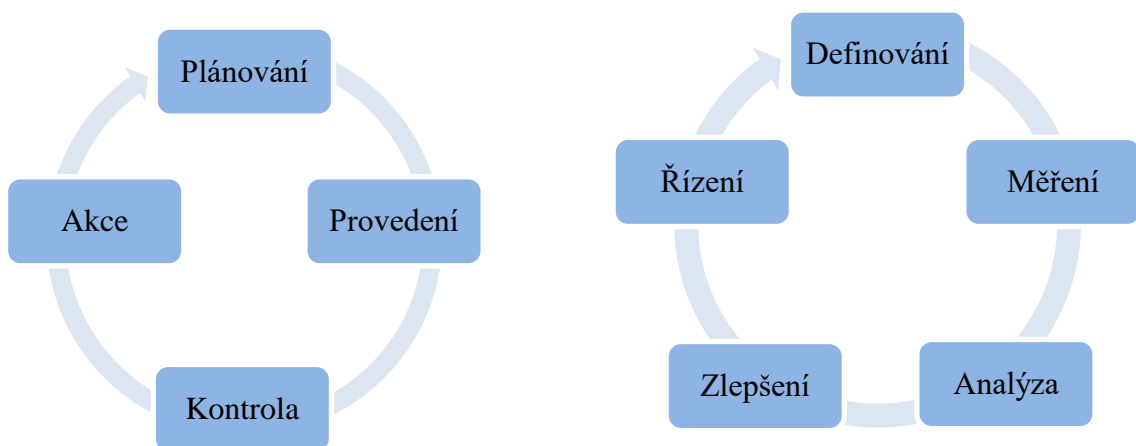 Plánování
Provedení
Kontrola
Akce
Definování
Měření
Analýza
Zlepšení
Řízení